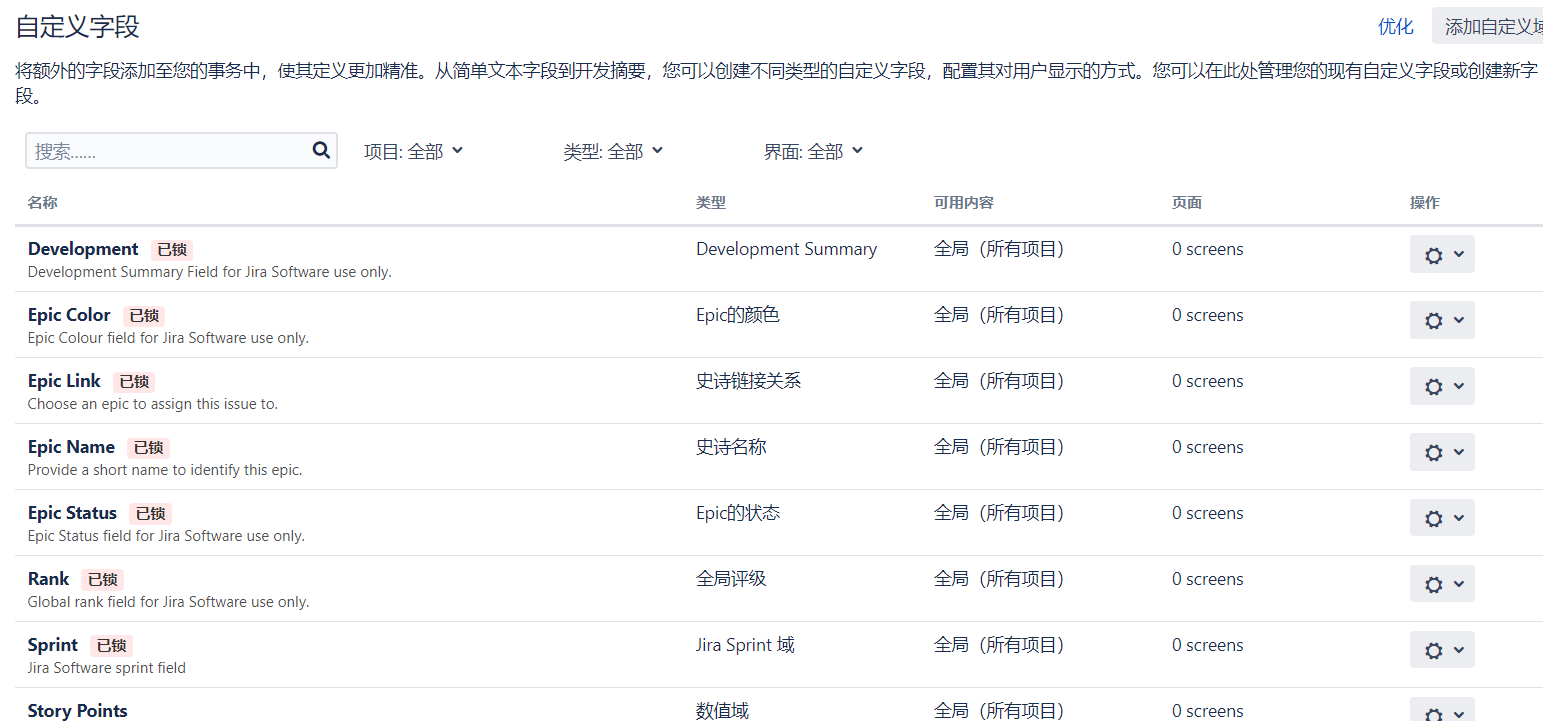 自定义字段
优化
添加自定义域
将额外的字段添加至您的事务中，使其定义更加精准。从简单文本字段到开发摘要，您可以创建不同类型的自定义字段，配置其对用户显示的方式。您可以在此处管理您的现有自定义字段或创建新字
段。
搜索...... 项目: 全部 类型: 全部 界面: 全部
名称 类型 可用内容 页面 操作
Development 已锁 Development Summary 全局（所有项目） 0 screens
Development Summary Field for Jira Software use only.
Epic Color 已锁 Epic的颜色 全局（所有项目） 0 screens
Epic Colour field for Jira Software use only.
Epic Link 已锁 史诗链接关系 全局（所有项目） 0 screens
Choose an epic to assign this issue to.
Epic Name 已锁 史诗名称 全局（所有项目） 0 screens
Provide a short name to identify this epic.
Epic Status 已锁 Epic的状态 全局（所有项目） 0 screens
Epic Status field for Jira Software use only.
Rank 已锁 全局评级 全局（所有项目） 0 screens
Global rank field for Jira Software use only.
Sprint 已锁 Jira Sprint 域 全局（所有项目） 0 screens
Jira Software sprint field
Story Points 数值域 全局（所有项目） 0 screens